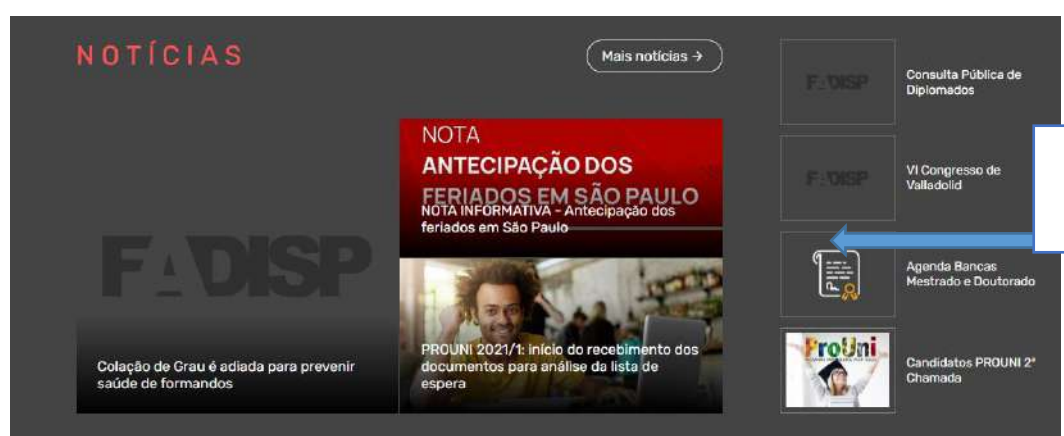 NOTÍCIAS
Mais notícias →
FADISP
Colação de Grau é adiada para prevenir
saúde de formandos
NOTA
ANTECIPAÇÃO DOS
FERIADOS EM SÃO PAULO
NOTA INFORMATIVA - Antecipação dos
feriados em São Paulo
PROUNI 2021/1: início do recebimento dos
documentos para análise da lista de
espera
FADISP
Consulta Pública de
Diplomados
FADISP
VI Congresso de
Valladolid
Agenda Bancas
Mestrado e Doutorado
ProUni
Candidatos PROUNI 2ª
Chamada